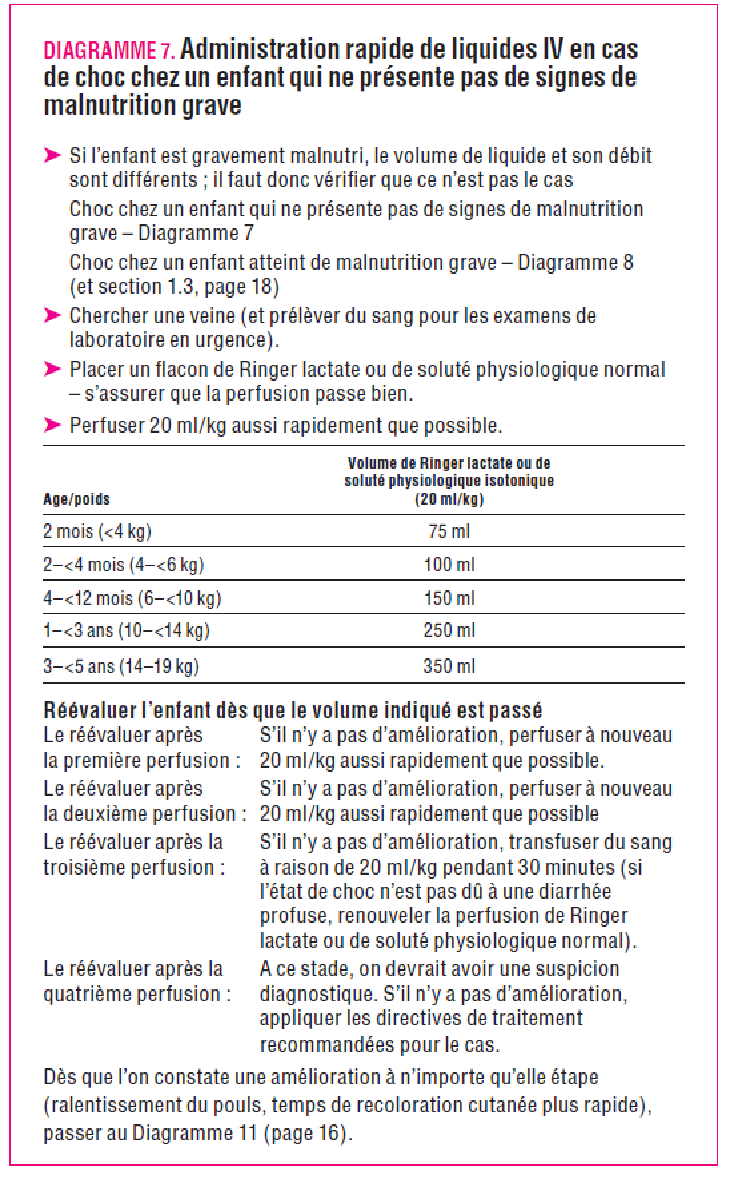 DIAGRAMME 7. Administration rapide de liquides IV en cas
de choc chez un enfant qui ne présente pas de signes de
malnutrition grave
➤ Si l’enfant est gravement malnutri, le volume de liquide et son débit
sont différents ; il faut donc vérifier que ce n’est pas le cas
Choc chez un enfant qui ne présente pas de signes de malnutrition
grave – Diagramme 7
Choc chez un enfant atteint de malnutrition grave – Diagramme 8
(et section 1.3, page 18)
➤ Chercher une veine (et prélèver du sang pour les examens de
laboratoire en urgence).
➤ Placer un flacon de Ringer lactate ou de soluté physiologique normal
– s’assurer que la perfusion passe bien.
➤ Perfuser 20 ml/kg aussi rapidement que possible.
Volume de Ringer lactate ou de
soluté physiologique isotonique
Age/poids (20 ml/kg)
2 mois (<4 kg) 75 ml
2–<4 mois (4–<6 kg) 100 ml
4–<12 mois (6–<10 kg) 150 ml
1–<3 ans (10–<14 kg) 250 ml
3–<5 ans (14–19 kg) 350 ml
Réévaluer l’enfant dès que le volume indiqué est passé
Le réévaluer après S’il n’y a pas d’amélioration, perfuser à nouveau
la première perfusion : 20 ml/kg aussi rapidement que possible.
Le réévaluer après S’il n’y a pas d’amélioration, perfuser à nouveau
la deuxième perfusion : 20 ml/kg aussi rapidement que possible
Le réévaluer après la S’il n’y a pas d’amélioration, transfuser du sang
troisième perfusion : à raison de 20 ml/kg pendant 30 minutes (si
l’état de choc n’est pas dû à une diarrhée
profuse, renouveler la perfusion de Ringer
lactate ou de soluté physiologique normal).
Le réévaluer après la A ce stade, on devrait avoir une suspicion
quatrième perfusion : diagnostique. S’il n’y a pas d’amélioration,
appliquer les directives de traitement
recommandées pour le cas.
Dès que l’on constate une amélioration à n’importe qu’elle étape
(ralentissement du pouls, temps de recoloration cutanée plus rapide),
passer au Diagramme 11 (page 16).